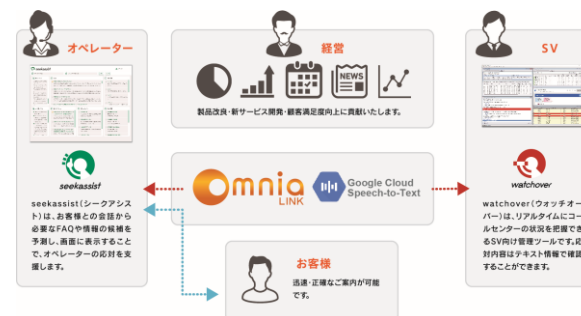 オペレーター
seekassist
seekassist(シークアシス
ト)は、お客様との会話から
必要なFAQや情報の候補を
予測し、画面に表示すること
で、オペレーターの応対を支
援します。
経営
NEWS
製品改良・新サービス開発・顧客満足度向上に貢献いたします。
Omnia
LINK
Google Cloud
Speech-to-Text
お客様
迅速・正確なご案内が可能
です。
SV
watchover
watchover(ウォッチオー
バー)は、リアルタイムにコー
ルセンターの状況を把握でき
るSV向け管理ツールです。応
対内容はテキスト情報で確認
することができます。